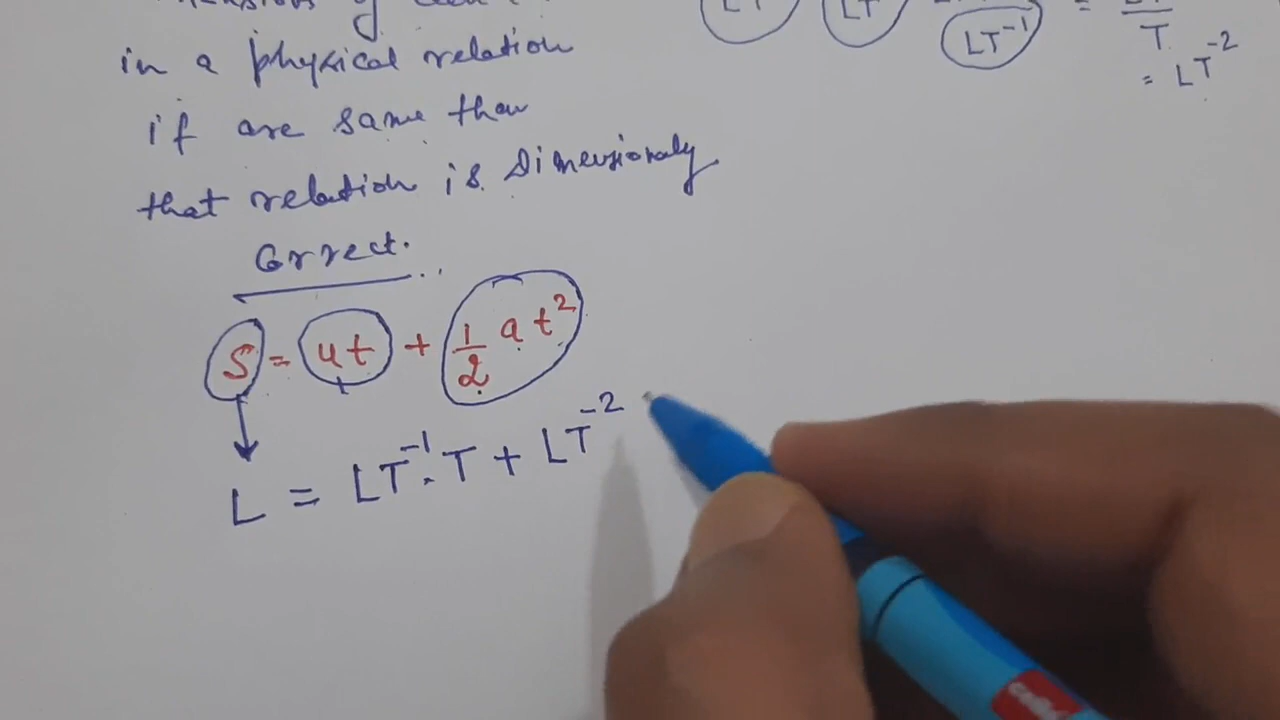 in a physical relation
if are same than
that relation is Dimensionaly
Correct.
S = ut + 1/2 at²
L = LT⁻¹. T + LT⁻²
LT⁻¹
T
= LT⁻²